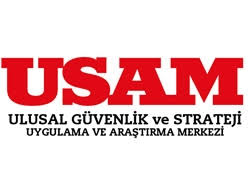 USAM
ULUSAL GÜVENLİK ve STRATEJİ
UYGULAMA VE ARAŞTIRMA MERKEZİ